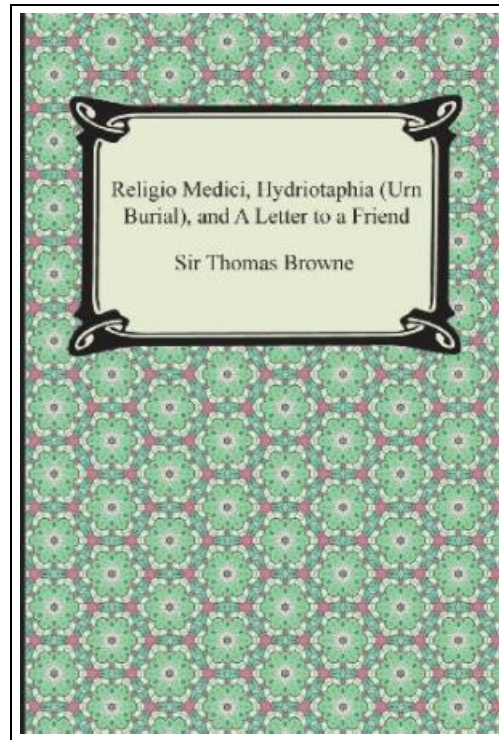 Religio Medici, Hydriotaphia (Urn
Burial), and A Letter to a Friend
Sir Thomas Browne